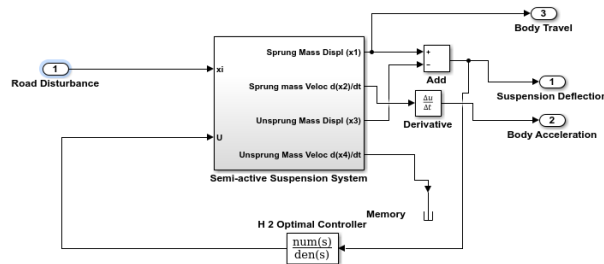 3
Body Travel
Sprung Mass Displ (x1)
+
−
Add
1
Road Disturbance
xi
1
Suspension Deflection
Sprung mass Veloc d(x2)/dt
Δu
Δt
Derivative
Unsprung Mass Displ (x3)
2
Body Acceleration
U
Unsprung Mass Veloc d(x4)/dt
Semi-active Suspension System
Memory
H 2 Optimal Controller
num(s)
den(s)